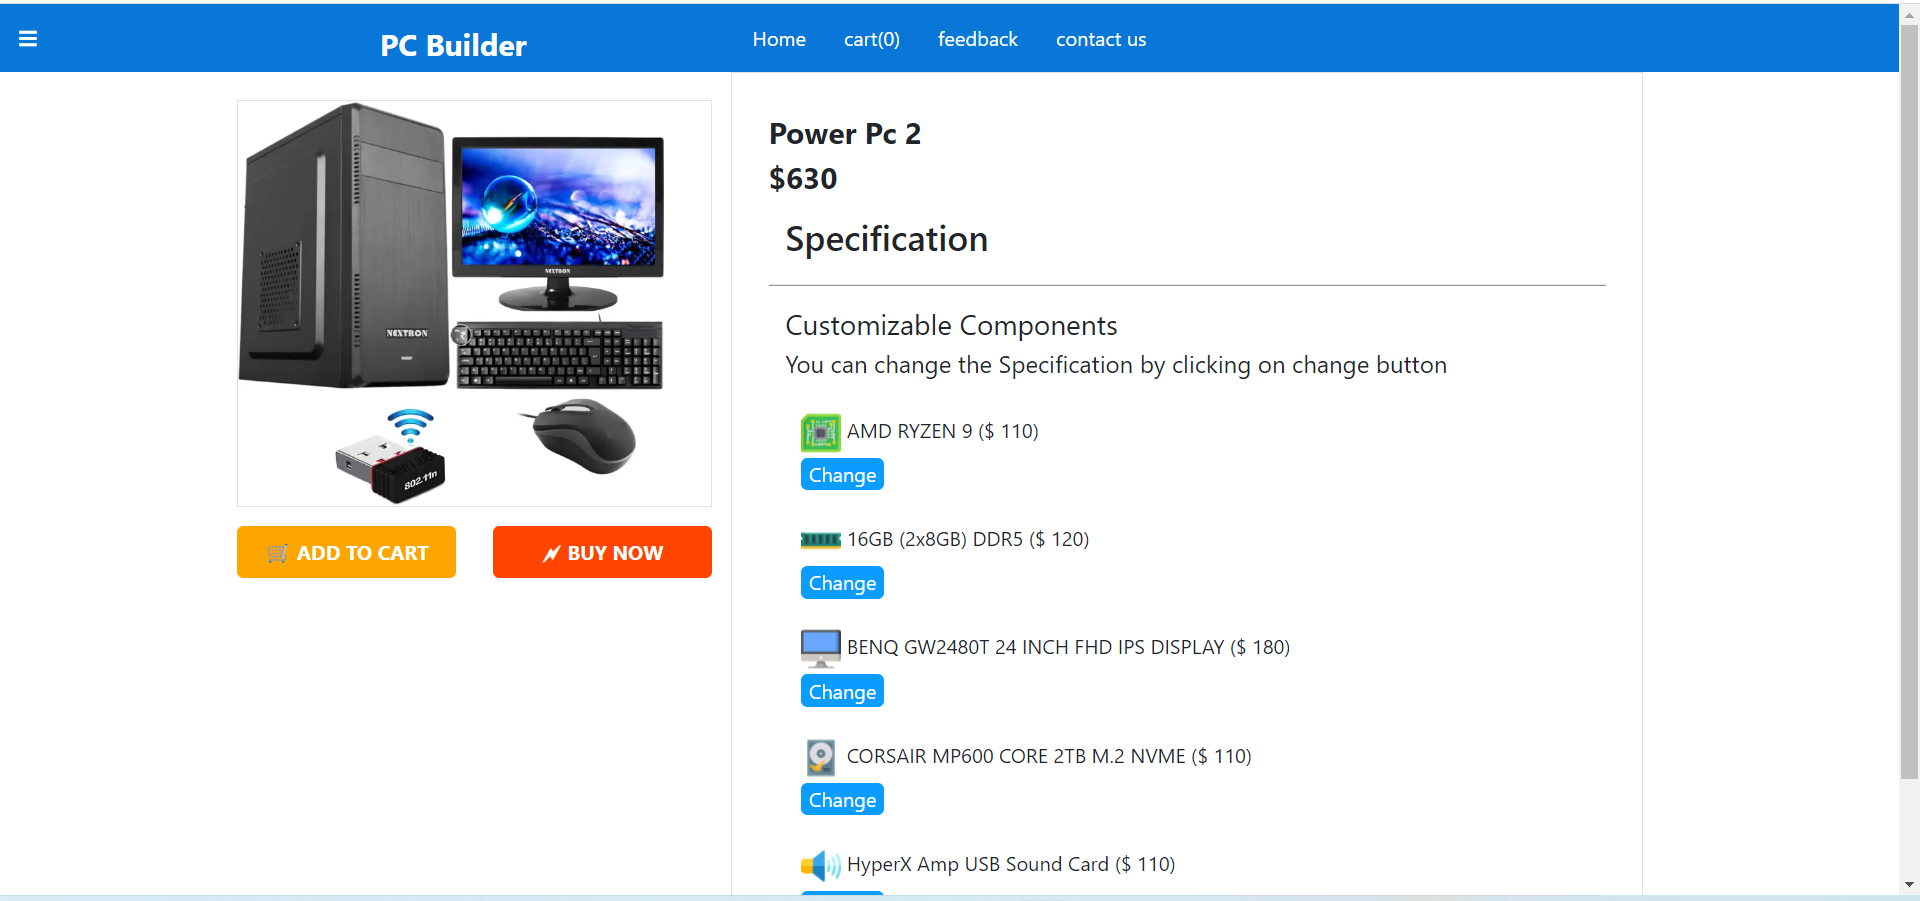 PC Builder
Home cart(0) feedback contact us
NEXTRON
NEXTRON
802.11n
ADD TO CART
BUY NOW
Power Pc 2
$630
Specification
Customizable Components
You can change the Specification by clicking on change button
AMD RYZEN 9 ($ 110)
Change
16GB (2x8GB) DDR5 ($ 120)
Change
BENQ GW2480T 24 INCH FHD IPS DISPLAY ($ 180)
Change
CORSAIR MP600 CORE 2TB M.2 NVME ($ 110)
Change
HyperX Amp USB Sound Card ($ 110)